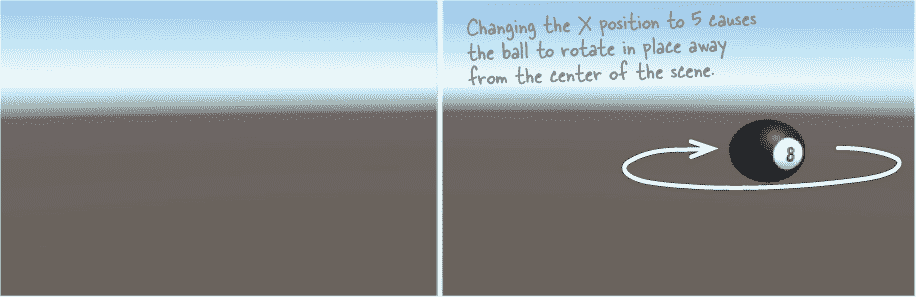 Changing the X position to 5 causes
the ball to rotate in place away
from the center of the scene.
8